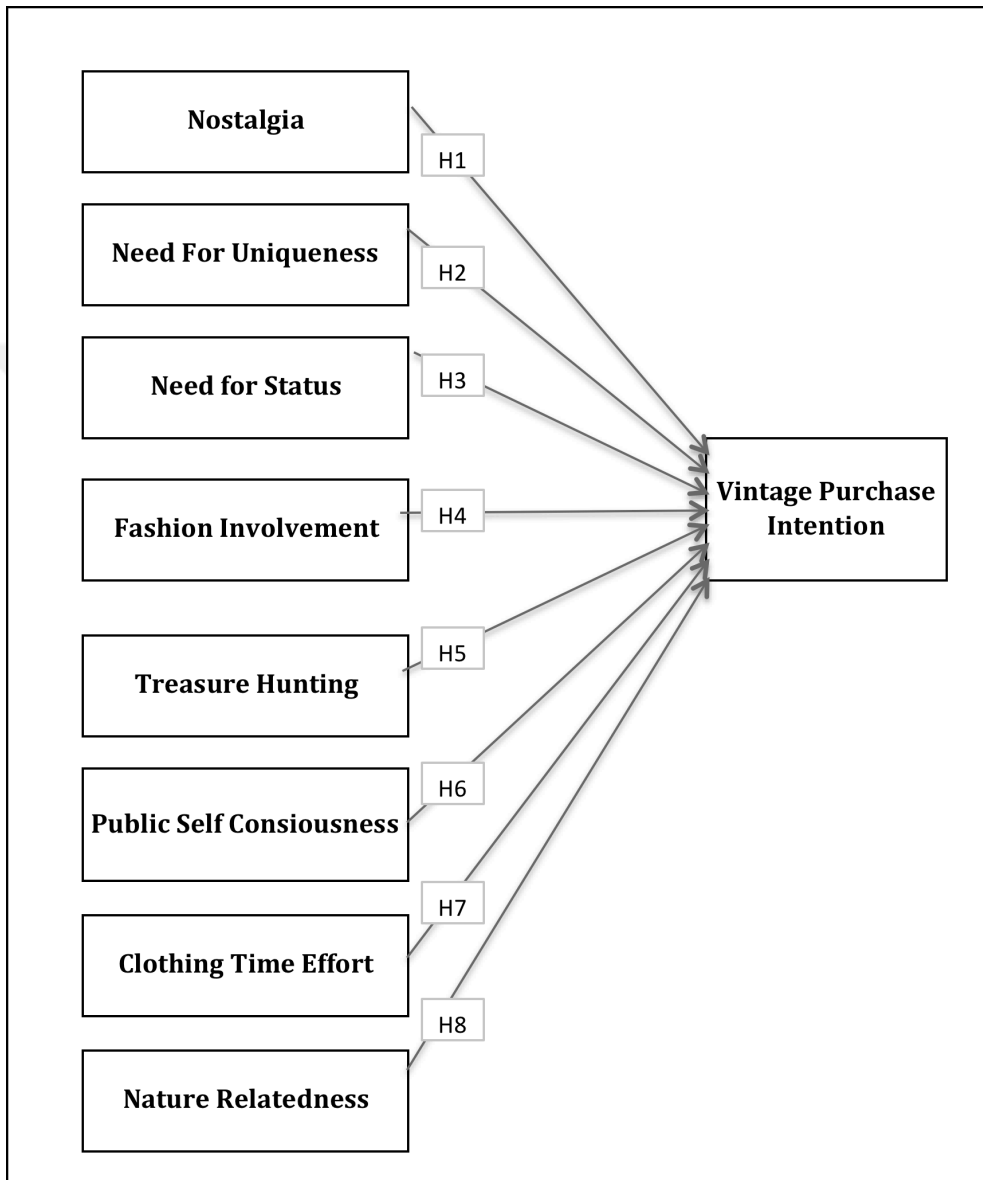 Nostalgia
H1
Need For Uniqueness
H2
Need for Status
H3
Fashion Involvement
H4
Vintage Purchase
Intention
Treasure Hunting
H5
Public Self Consiousness
H6
Clothing Time Effort
H7
Nature Relatedness
H8